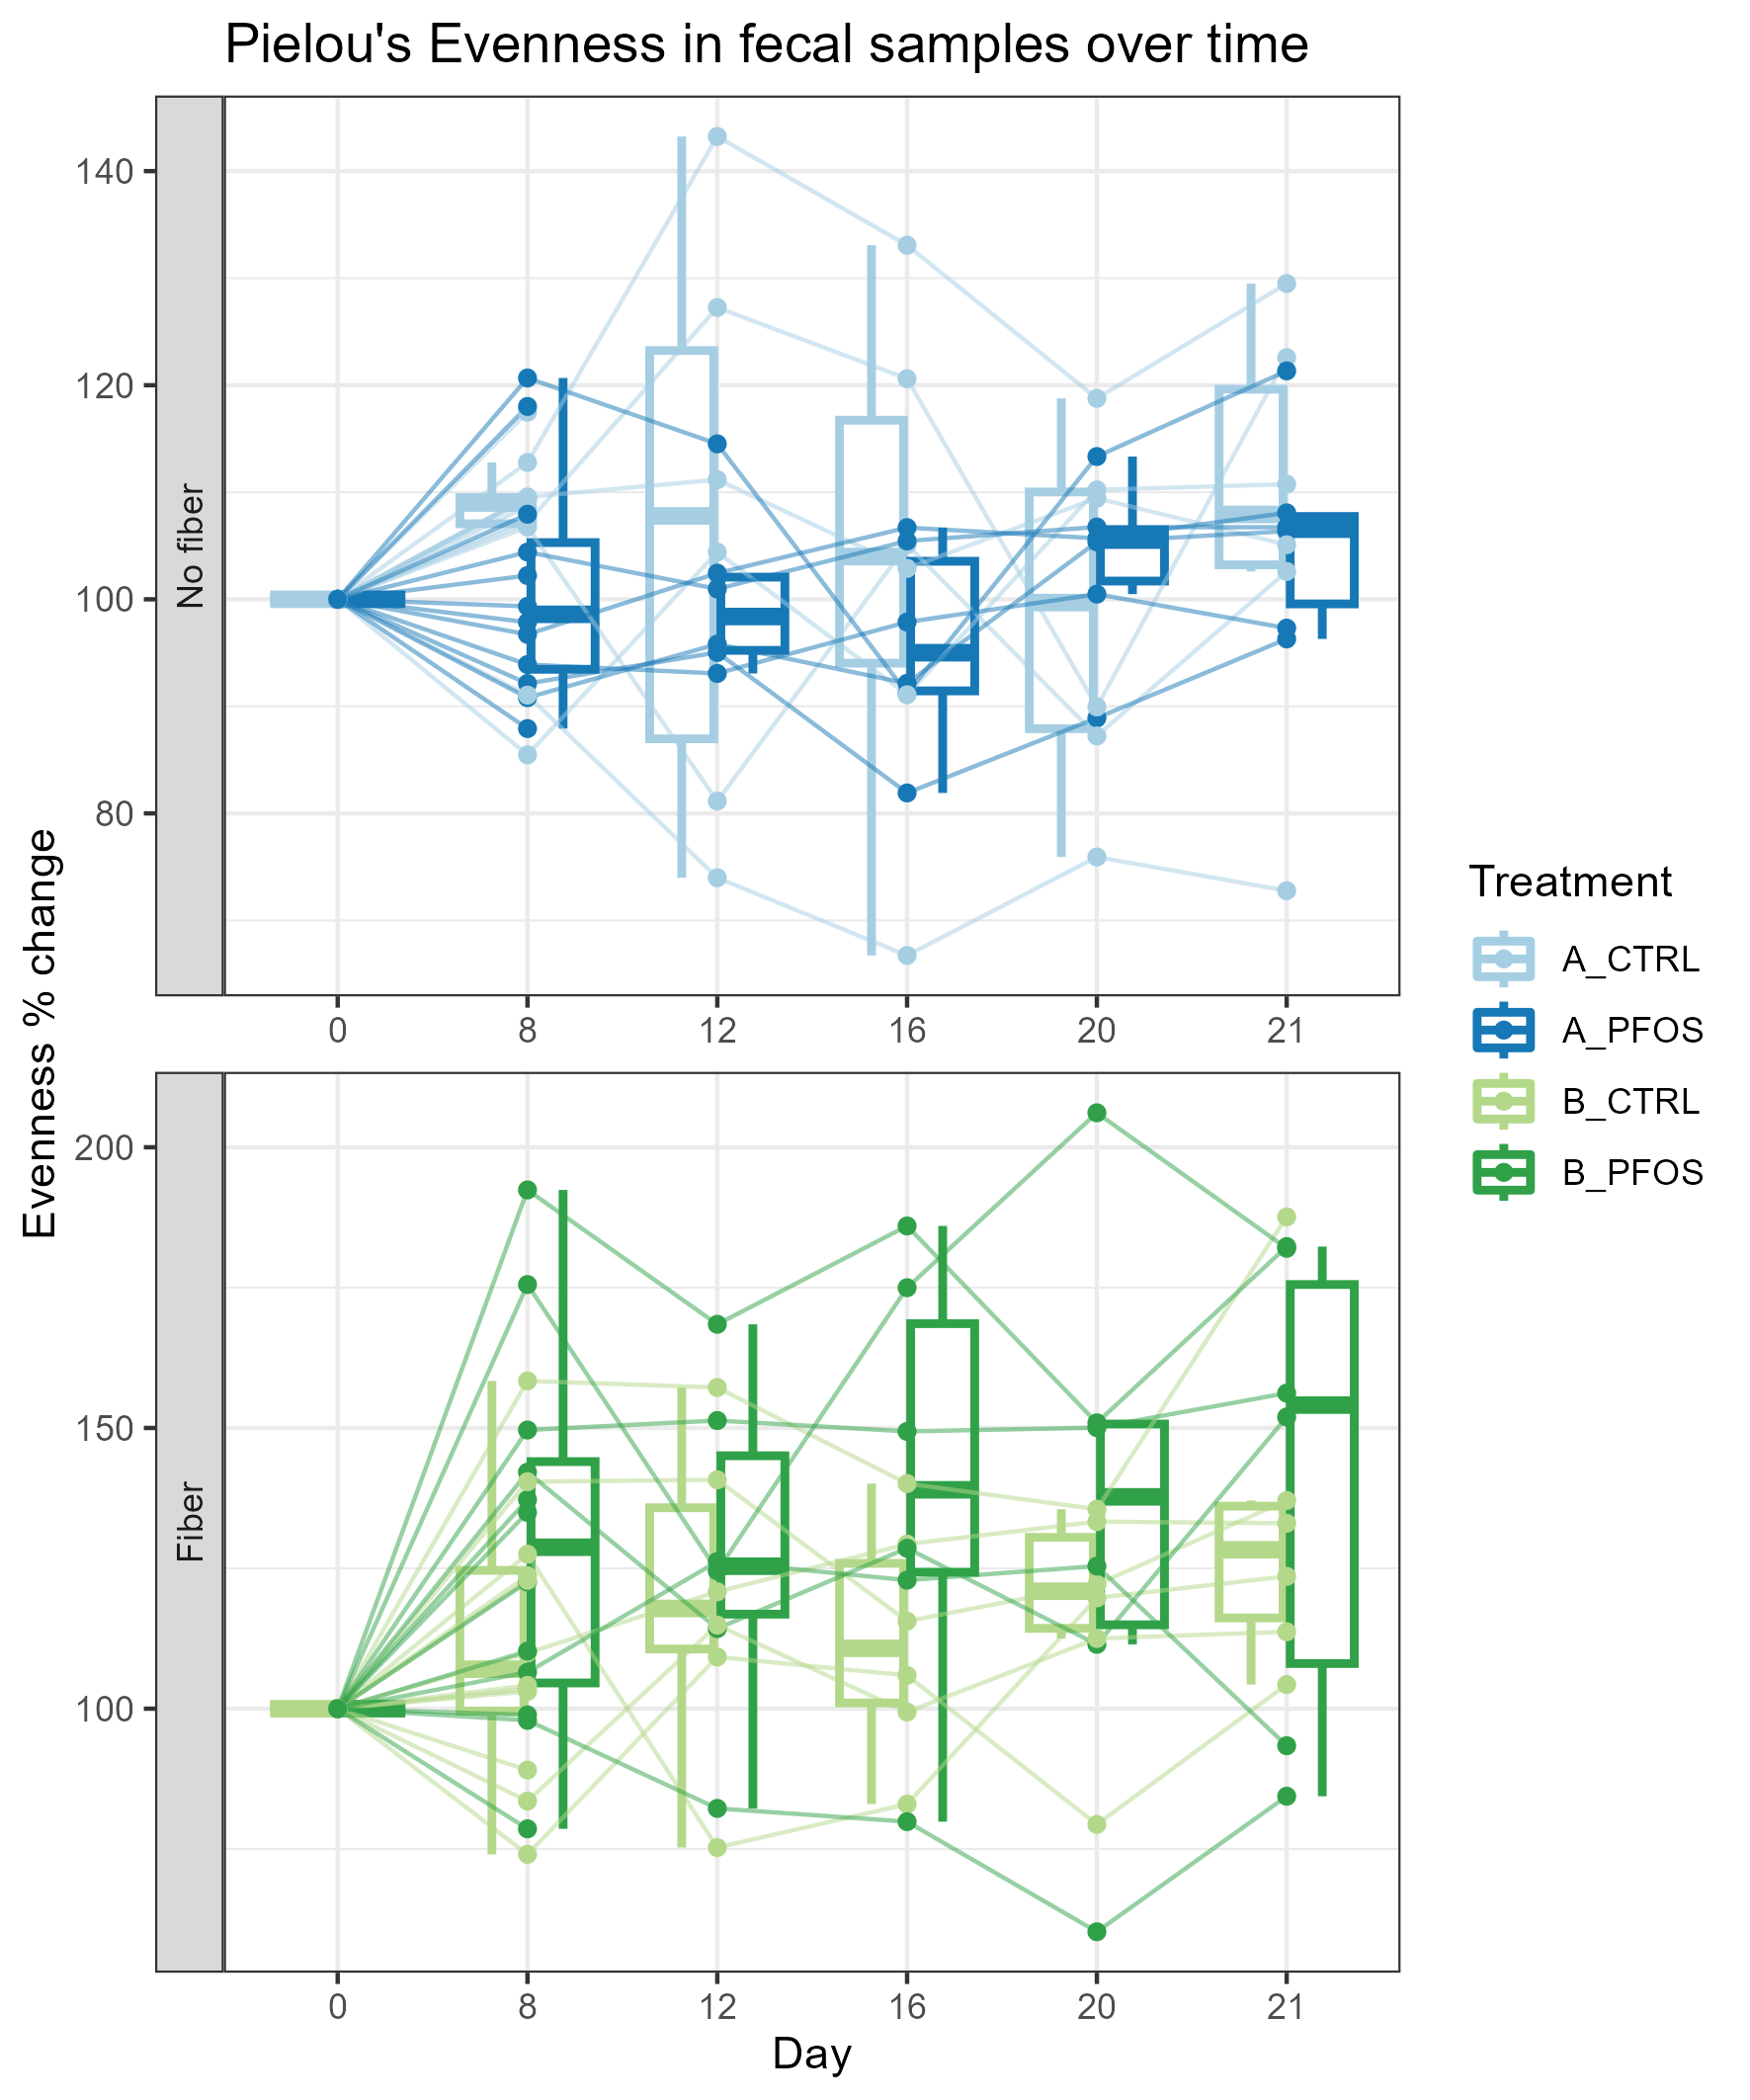 Pielou's Evenness in fecal samples over time
Evenness % change
No fiber
140
120
100
80
0 8 12 16 20 21
Fiber
200
150
100
0 8 12 16 20 21
Day
Treatment
A_CTRL
A_PFOS
B_CTRL
B_PFOS